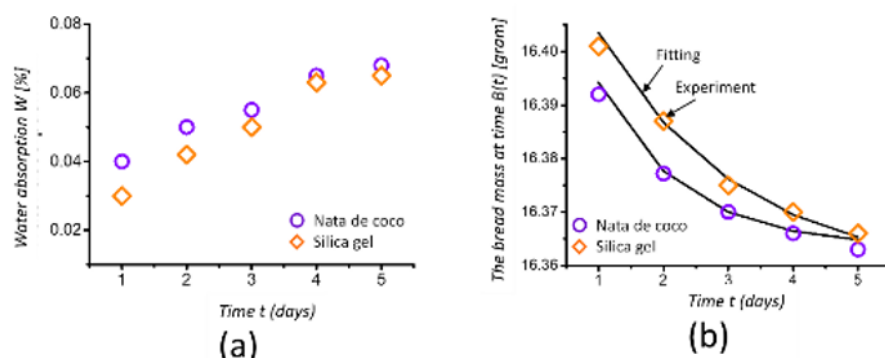 Water absorption W [%]
0.08
0.06
0.04
0.02
Nata de coco
Silica gel
1 2 3 4 5
Time t (days)
(a)
The bread mass at time B(t) [gram]
16.40
16.39
16.38
16.37
16.36
Fitting
Experiment
Nata de coco
Silica gel
1 2 3 4 5
Time t (days)
(b)